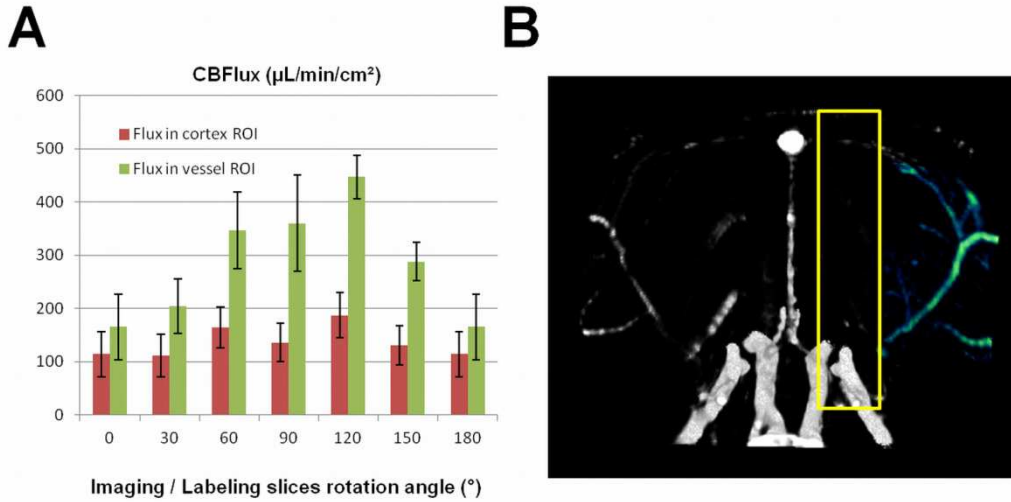 A
B
CBFlux (µL/min/cm²)
600
500
400
300
200
100
0
Flux in cortex ROI
Flux in vessel ROI
0 30 60 90 120 150 180
Imaging / Labeling slices rotation angle (°)